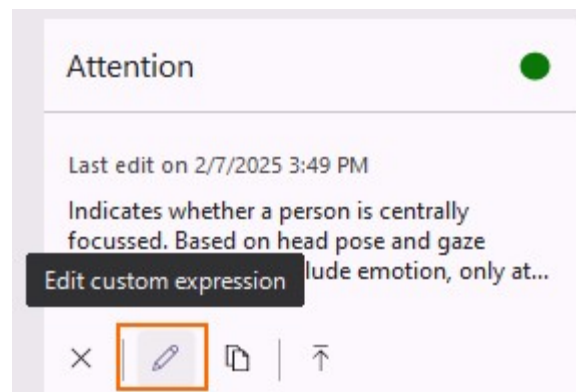 Attention
Last edit on 2/7/2025 3:49 PM
Indicates whether a person is centrally
focussed. Based on head pose and gaze
Edit custom expression lude emotion, only at...